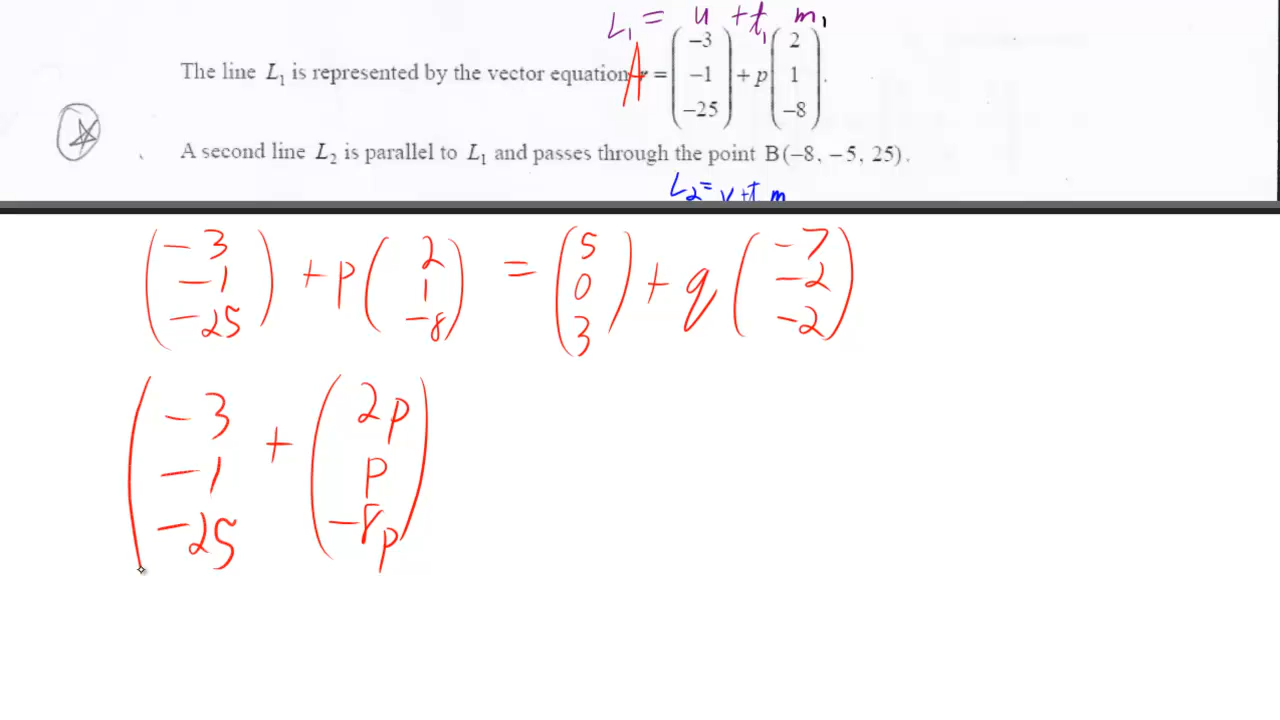 L₁ = u + t₁ m₁
The line L₁ is represented by the vector equation r = (−3 −1 −25) + p (2 1 −8).
A
A second line L₂ is parallel to L₁ and passes through the point B(−8, −5, 25).
L₂ = v + t m
(−3 −1 −25) + p (2 1 −8) = (5 0 3) + q (−7 −2 −2)
(−3 −1 −25 + (2p p −8p)